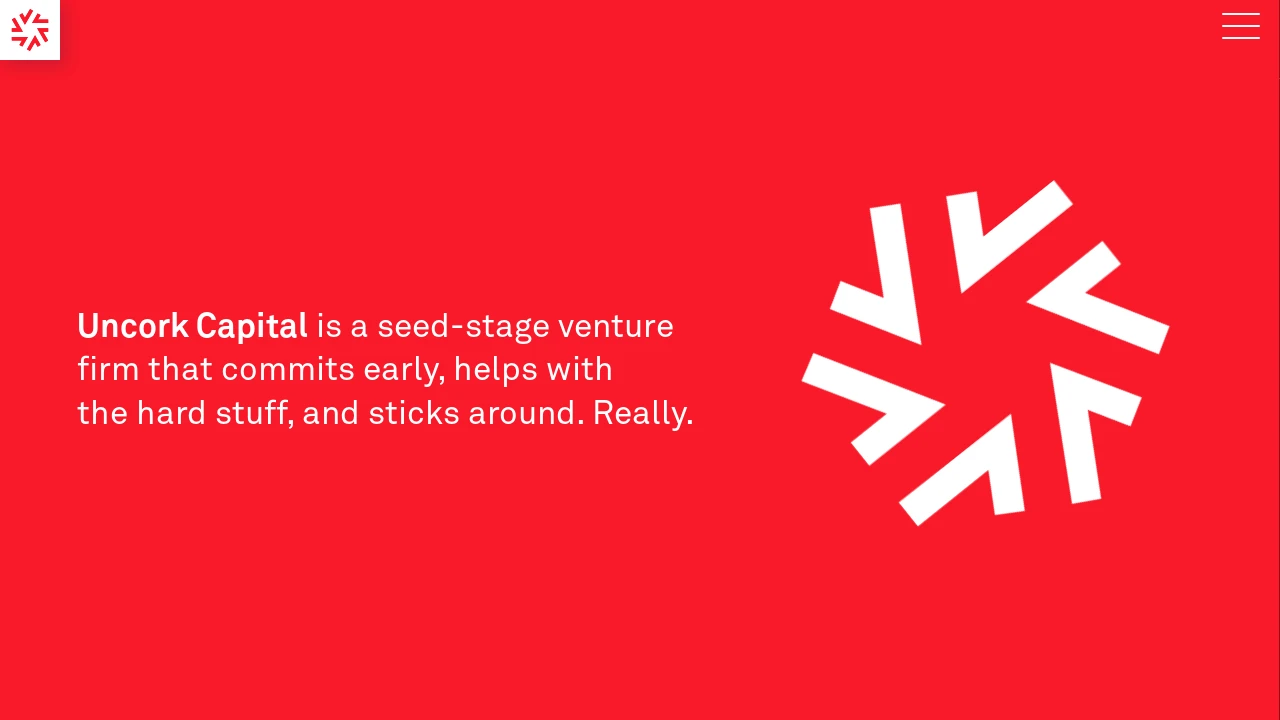 Uncork Capital is a seed-stage venture
firm that commits early, helps with
the hard stuff, and sticks around. Really.